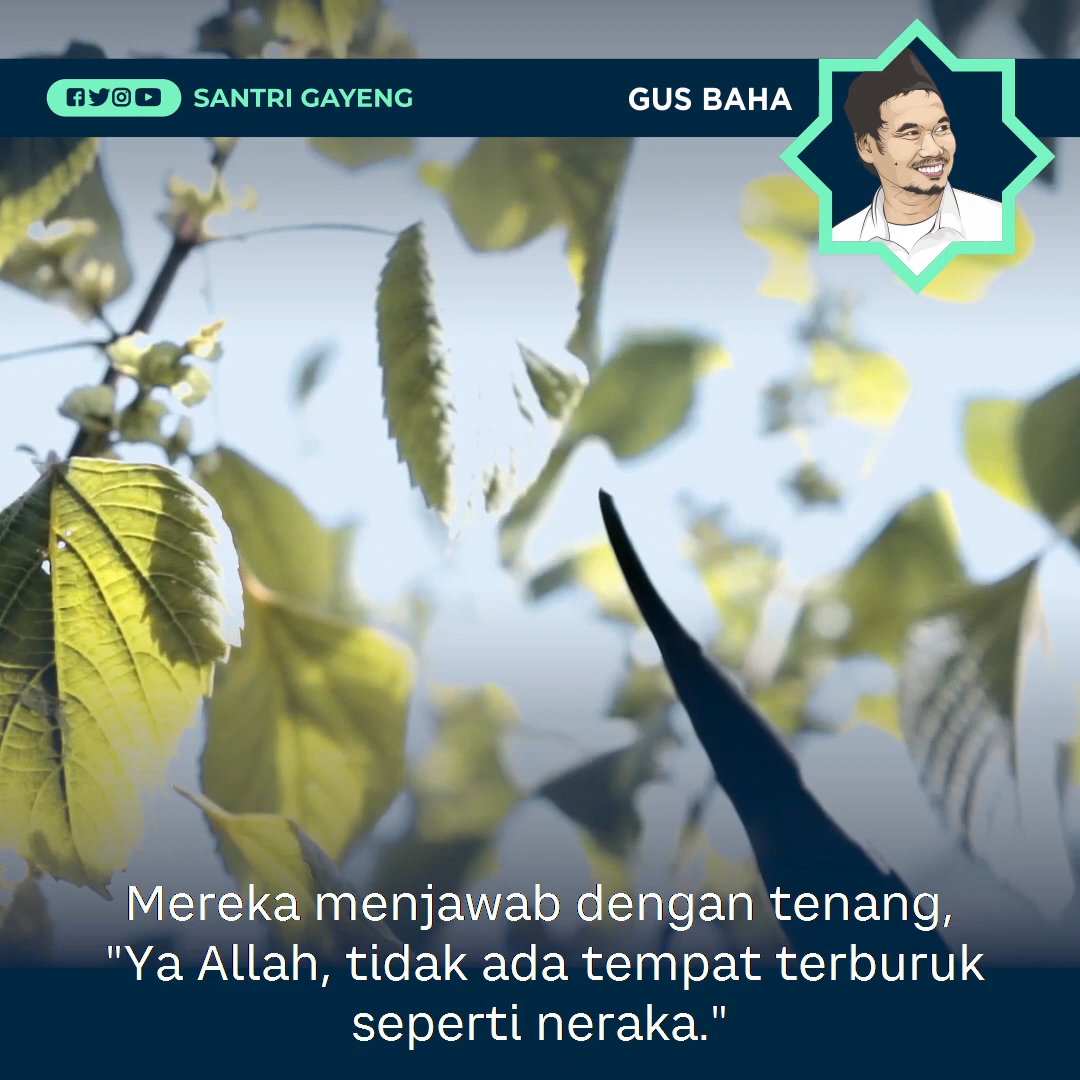 SANTRI GAYENG
GUS BAHA
Mereka menjawab dengan tenang,
"Ya Allah, tidak ada tempat terburuk
seperti neraka."